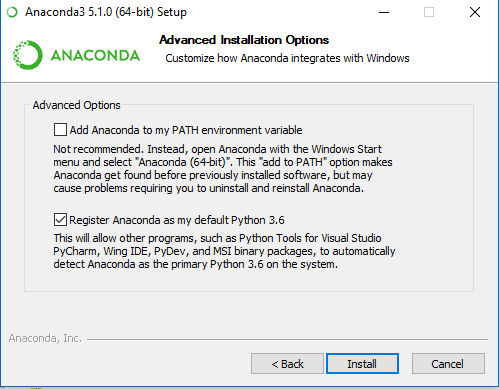 Anaconda3 5.1.0 (64-bit) Setup
ANACONDA
Advanced Installation Options
Customize how Anaconda integrates with Windows
Advanced Options
Add Anaconda to my PATH environment variable
Not recommended. Instead, open Anaconda with the Windows Start
menu and select "Anaconda (64-bit)". This "add to PATH" option makes
Anaconda get found before previously installed software, but may
cause problems requiring you to uninstall and reinstall Anaconda.
Register Anaconda as my default Python 3.6
This will allow other programs, such as Python Tools for Visual Studio
PyCharm, Wing IDE, PyDev, and MSI binary packages, to automatically
detect Anaconda as the primary Python 3.6 on the system.
Anaconda, Inc.
< Back
Install
Cancel